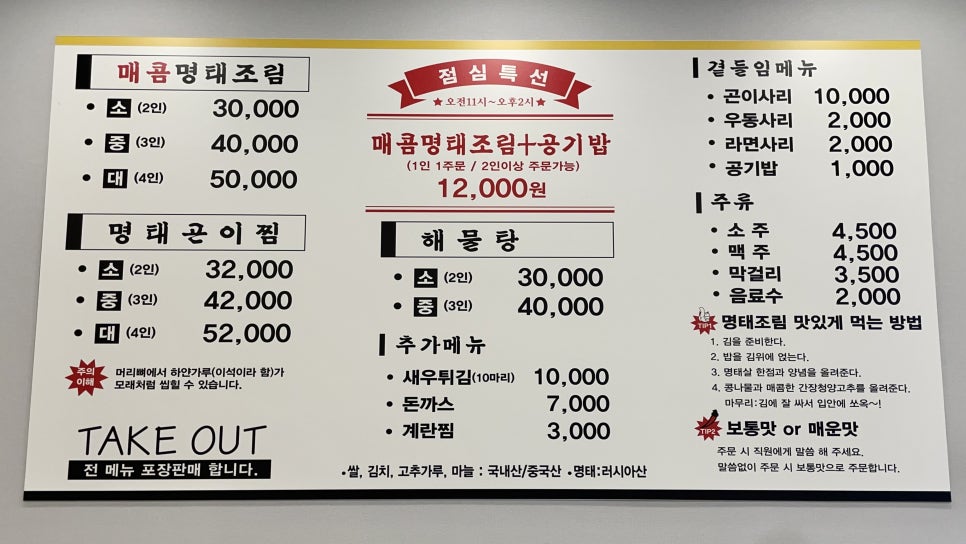 매콤명태조림
소 (2인) 30,000
중 (3인) 40,000
대 (4인) 50,000
명태곤이찜
소 (2인) 32,000
중 (3인) 42,000
대 (4인) 52,000
주의
이해
머리뼈에서 하얀가루(이석이라 함)가
모래처럼 씹힐 수 있습니다.
TAKE OUT
전 메뉴 포장판매 합니다.
점심특선
★오전11시~오후2시★
매콤명태조림+공기밥
(1인 1주문 / 2인이상 주문가능)
12,000원
해물탕
소 (2인) 30,000
중 (3인) 40,000
추가메뉴
• 새우튀김(10마리) 10,000
• 돈까스 7,000
• 계란찜 3,000
•쌀, 김치, 고추가루, 마늘 : 국내산/중국산 •명태:러시아산
곁들임메뉴
• 곤이사리 10,000
• 우동사리 2,000
• 라면사리 2,000
• 공기밥 1,000
주류
• 소주 4,500
• 맥주 4,500
• 막걸리 3,500
• 음료수 2,000
TIP1 명태조림 맛있게 먹는 방법
1. 김을 준비한다.
2. 밥을 김위에 얹는다.
3. 명태살 한점과 양념을 올려준다.
4. 콩나물과 매콤한 간장청양고추를 올려준다.
마무리:김에 잘 싸서 입안에 쏘옥~!
TIP2 보통맛 or 매운맛
주문 시 직원에게 말씀 해 주세요.
말씀없이 주문 시 보통맛으로 주문합니다.